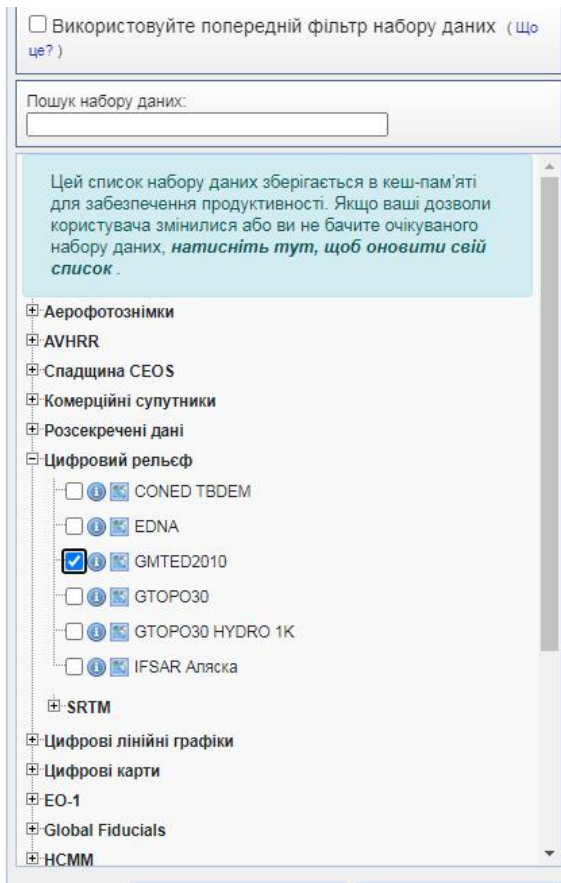 Використовуйте попередній фільтр набору даних (Що
це? )
Пошук набору даних:
Цей список набору даних зберігається в кеш-пам'яті
для забезпечення продуктивності. Якщо ваші дозволи
користувача змінилися або ви не бачите очікуваного
набору даних, натисніть тут, щоб оновити свій
список .
Аерофотознімки
AVHRR
Спадщина CEOS
Комерційні супутники
Розсекречені дані
Цифровий рельєф
CONED TBDEM
EDNA
GMTED2010
GTOPO30
GTOPO30 HYDRO 1K
IFSAR Аляска
SRTM
Цифрові лінійні графіки
Цифрові карти
EO-1
Global Fiducials
HCMM